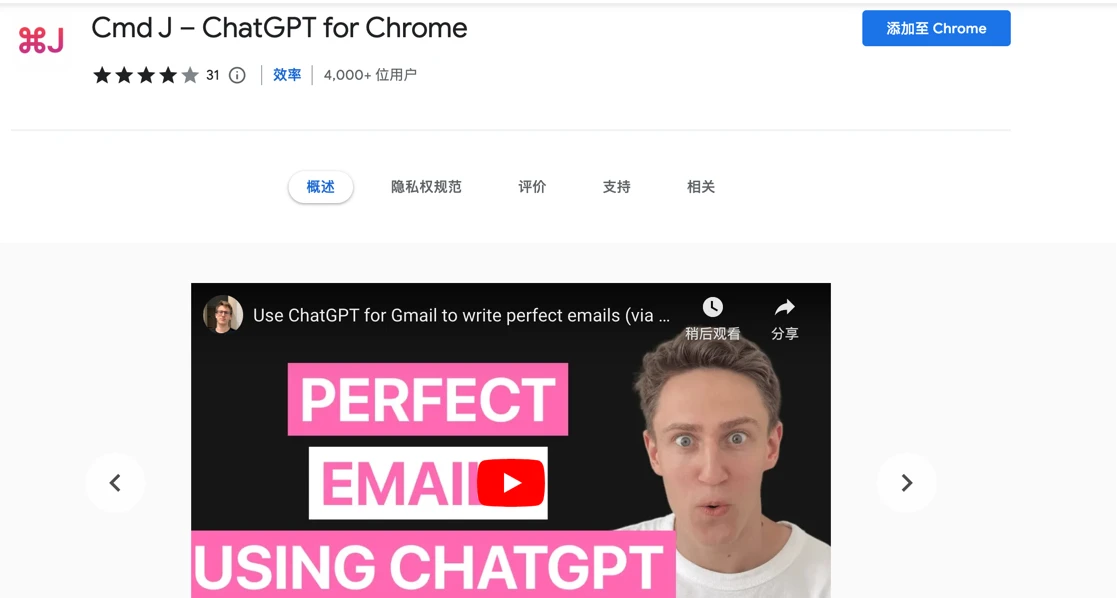 ⌘J
Cmd J – ChatGPT for Chrome
添加至 Chrome
31
效率
4,000+ 位用户
概述
隐私权规范
评价
支持
相关
Use ChatGPT for Gmail to write perfect emails (via ...
稍后观看
分享
PERFECT
EMAIL
USING CHATGPT